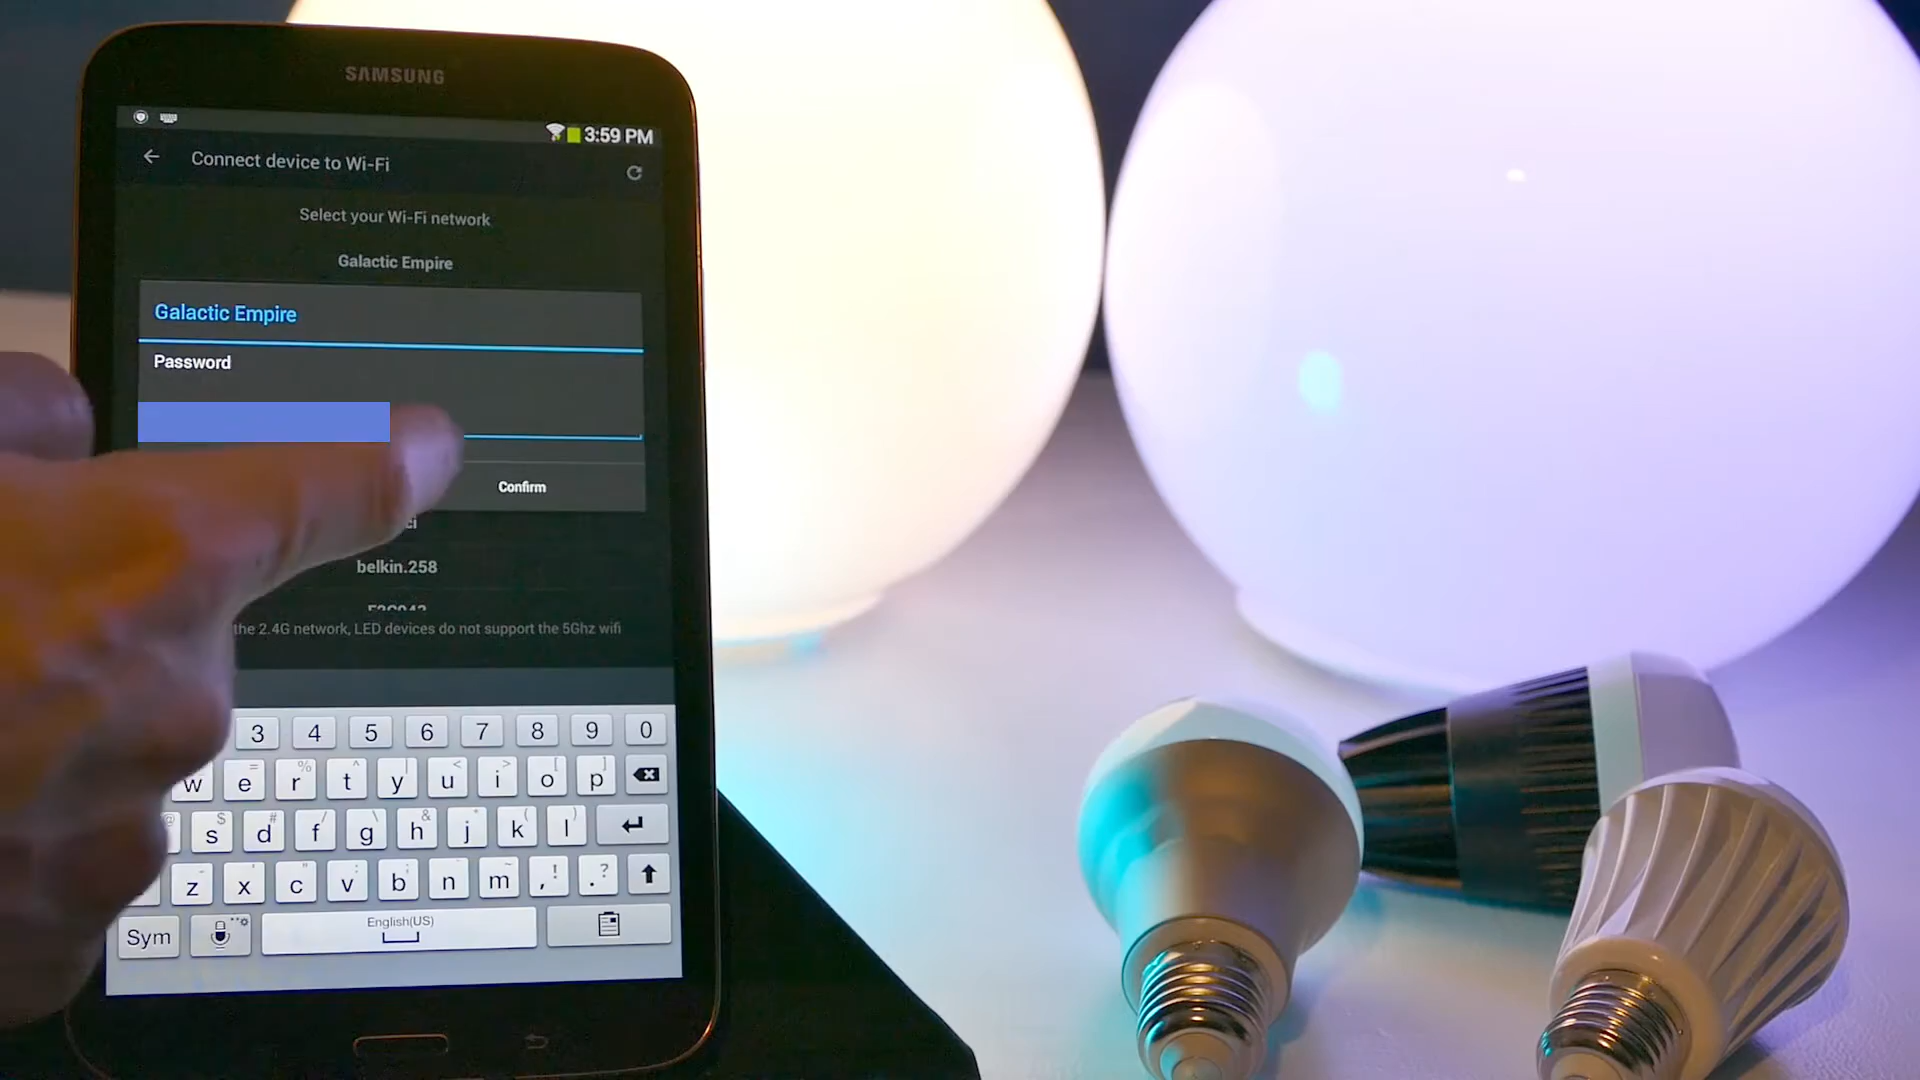 SAMSUNG
3:59 PM
Connect device to Wi-Fi
Select your Wi-Fi network
Galactic Empire
Galactic Empire
Password
Confirm
ci
belkin.258
the 2.4G network, LED devices do not support the 5Ghz wifi
3 4 5 6 7 8 9 0
w e r t y u i o p
s d f g h j k l
z x c v b n m , ! . ?
Sym English(US)